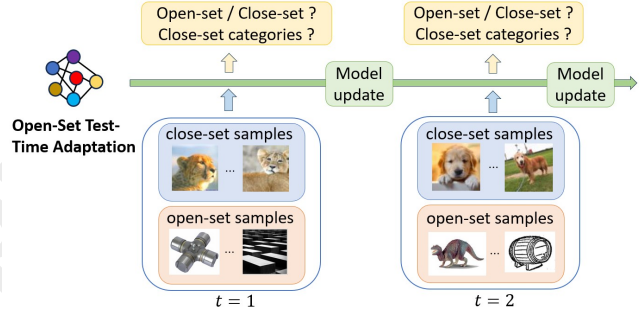 Open-set / Close-set ?
Close-set categories ?
Open-set / Close-set ?
Close-set categories ?
Model
update
Model
update
Open-Set Test-
Time Adaptation
close-set samples
...
open-set samples
...
t = 1
close-set samples
...
open-set samples
...
t = 2